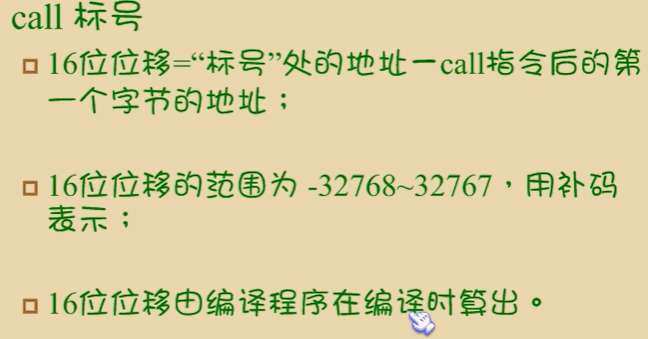 call 标号
16位位移=“标号”处的地址－call指令后的第
一个字节的地址；
16位位移的范围为 -32768~32767，用补码
表示；
16位位移由编译程序在编译时算出。